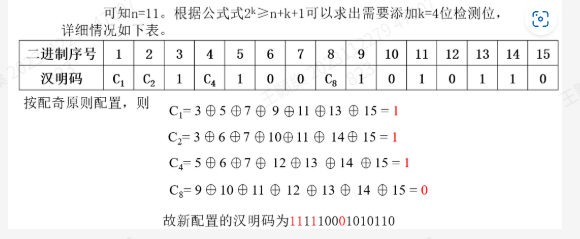 可知n=11。根据公式式2ᵏ≥n+k+1可以求出需要添加k=4位检测位，
详细情况如下表。
二进制序号 1 2 3 4 5 6 7 8 9 10 11 12 13 14 15
汉明码 C₁ C₂ 1 C₄ 1 0 0 C₈ 1 0 1 0 1 1 0
按配奇原则配置，则
C₁= 3⊕5⊕7⊕ 9⊕11⊕13 ⊕ 15 = 1
C₂= 3⊕6⊕7⊕10⊕ 11 ⊕ 14⊕ 15 = 1
C₄= 5⊕6⊕7⊕ 12⊕13 ⊕14 ⊕ 15= 1
C₈= 9⊕10⊕11 ⊕ 12 ⊕ 13 ⊕ 14 ⊕ 15 = 0
故新配置的汉明码为111110001010110